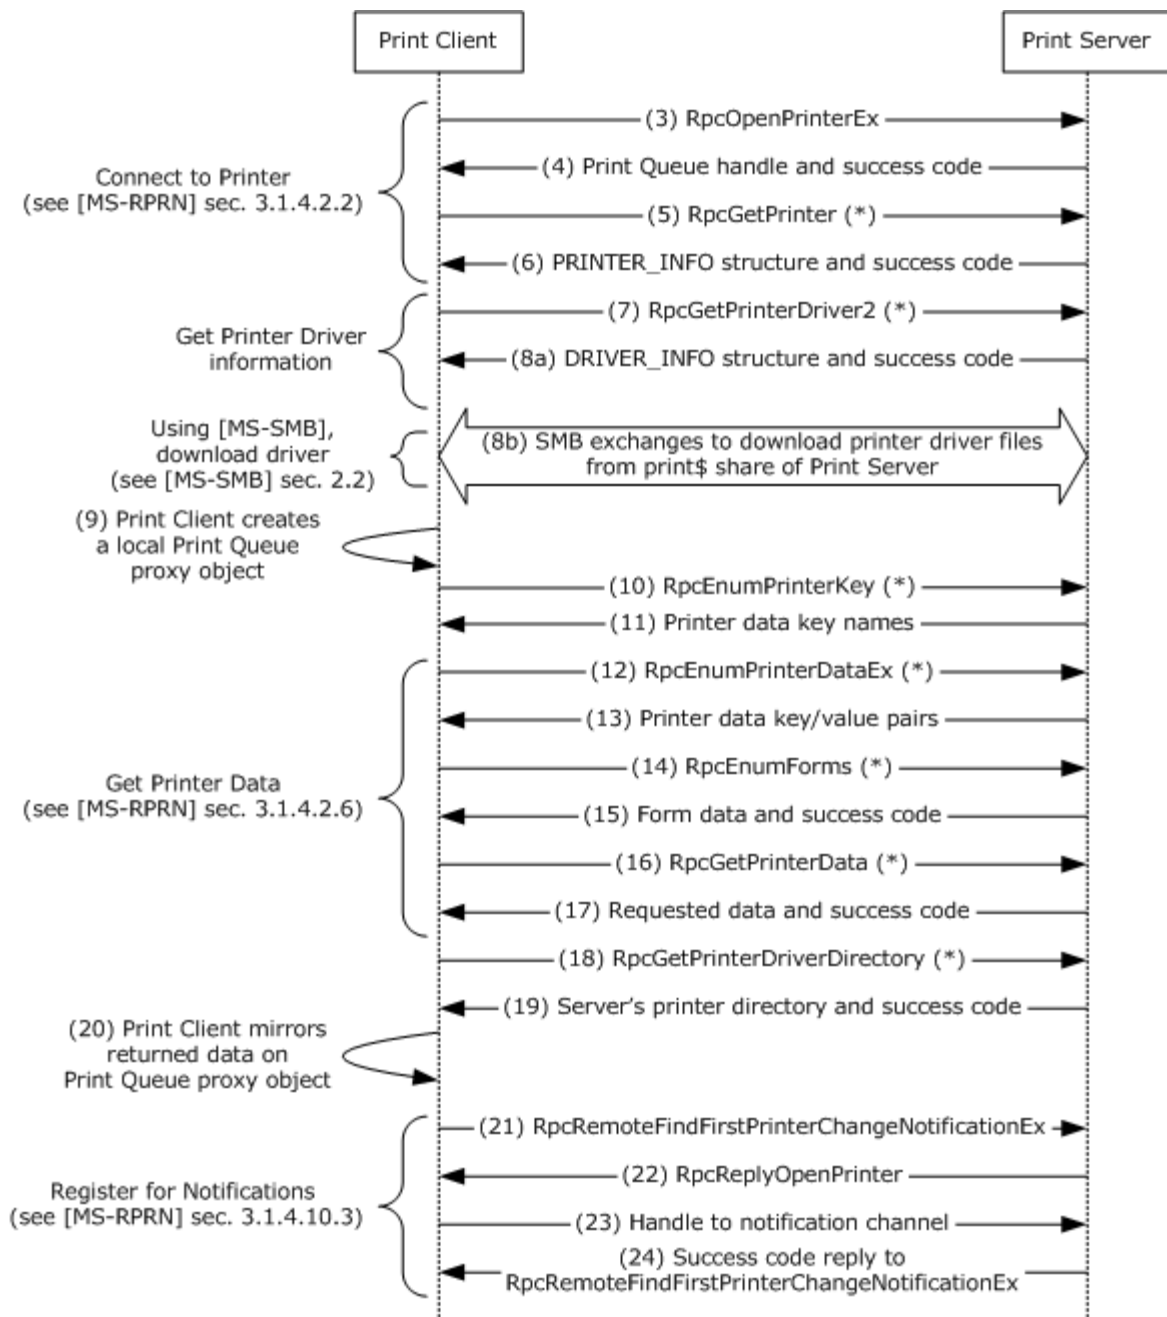 Print Client
Print Server
(3) RpcOpenPrinterEx
(4) Print Queue handle and success code
Connect to Printer
(see [MS-RPRN] sec. 3.1.4.2.2)
(5) RpcGetPrinter (*)
(6) PRINTER_INFO structure and success code
(7) RpcGetPrinterDriver2 (*)
Get Printer Driver
information
(8a) DRIVER_INFO structure and success code
Using [MS-SMB],
download driver
(see [MS-SMB] sec. 2.2)
(8b) SMB exchanges to download printer driver files
from print$ share of Print Server
(9) Print Client creates
a local Print Queue
proxy object
(10) RpcEnumPrinterKey (*)
(11) Printer data key names
(12) RpcEnumPrinterDataEx (*)
(13) Printer data key/value pairs
(14) RpcEnumForms (*)
Get Printer Data
(see [MS-RPRN] sec. 3.1.4.2.6)
(15) Form data and success code
(16) RpcGetPrinterData (*)
(17) Requested data and success code
(18) RpcGetPrinterDriverDirectory (*)
(19) Server's printer directory and success code
(20) Print Client mirrors
returned data on
Print Queue proxy object
(21) RpcRemoteFindFirstPrinterChangeNotificationEx
(22) RpcReplyOpenPrinter
Register for Notifications
(see [MS-RPRN] sec. 3.1.4.10.3)
(23) Handle to notification channel
(24) Success code reply to
RpcRemoteFindFirstPrinterChangeNotificationEx